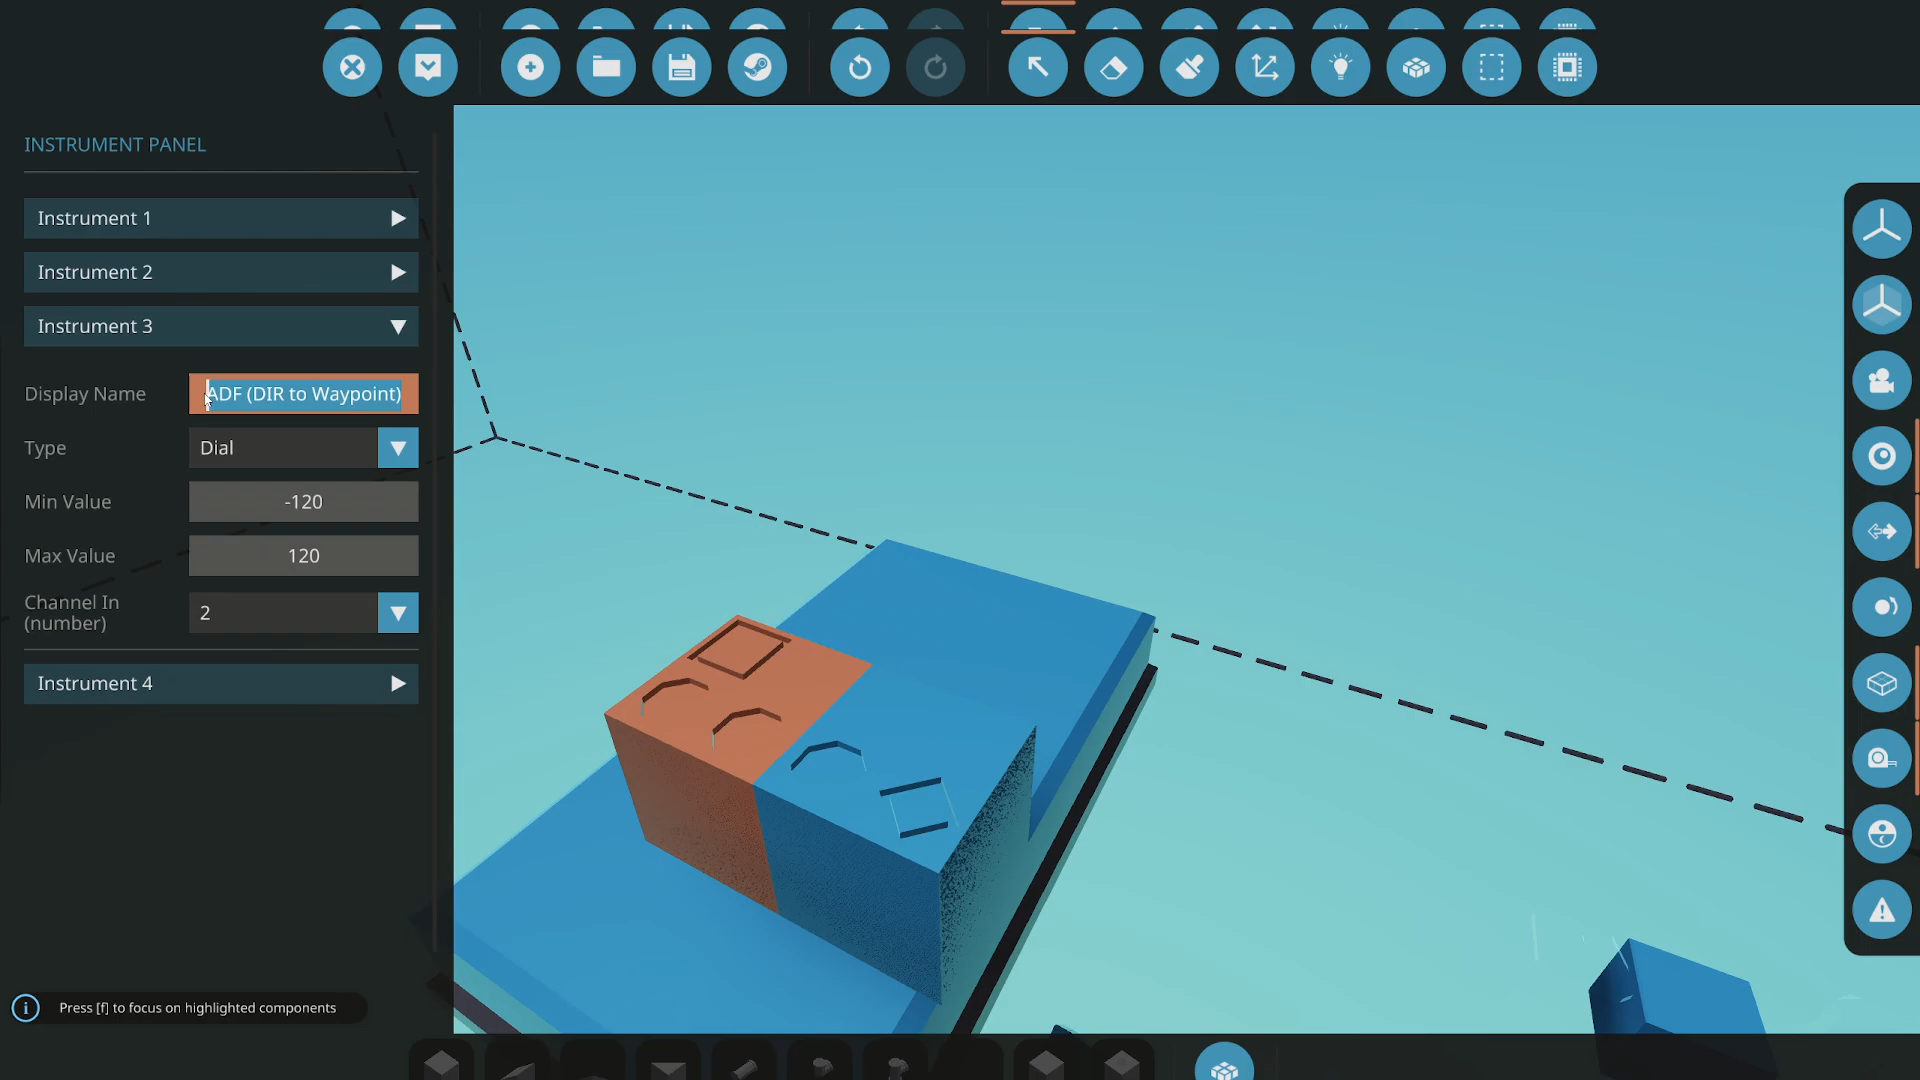 INSTRUMENT PANEL
Instrument 1
Instrument 2
Instrument 3
Display Name
ADF (DIR to Waypoint)
Type
Dial
Min Value
-120
Max Value
120
Channel In
(number)
2
Instrument 4
Press [f] to focus on highlighted components